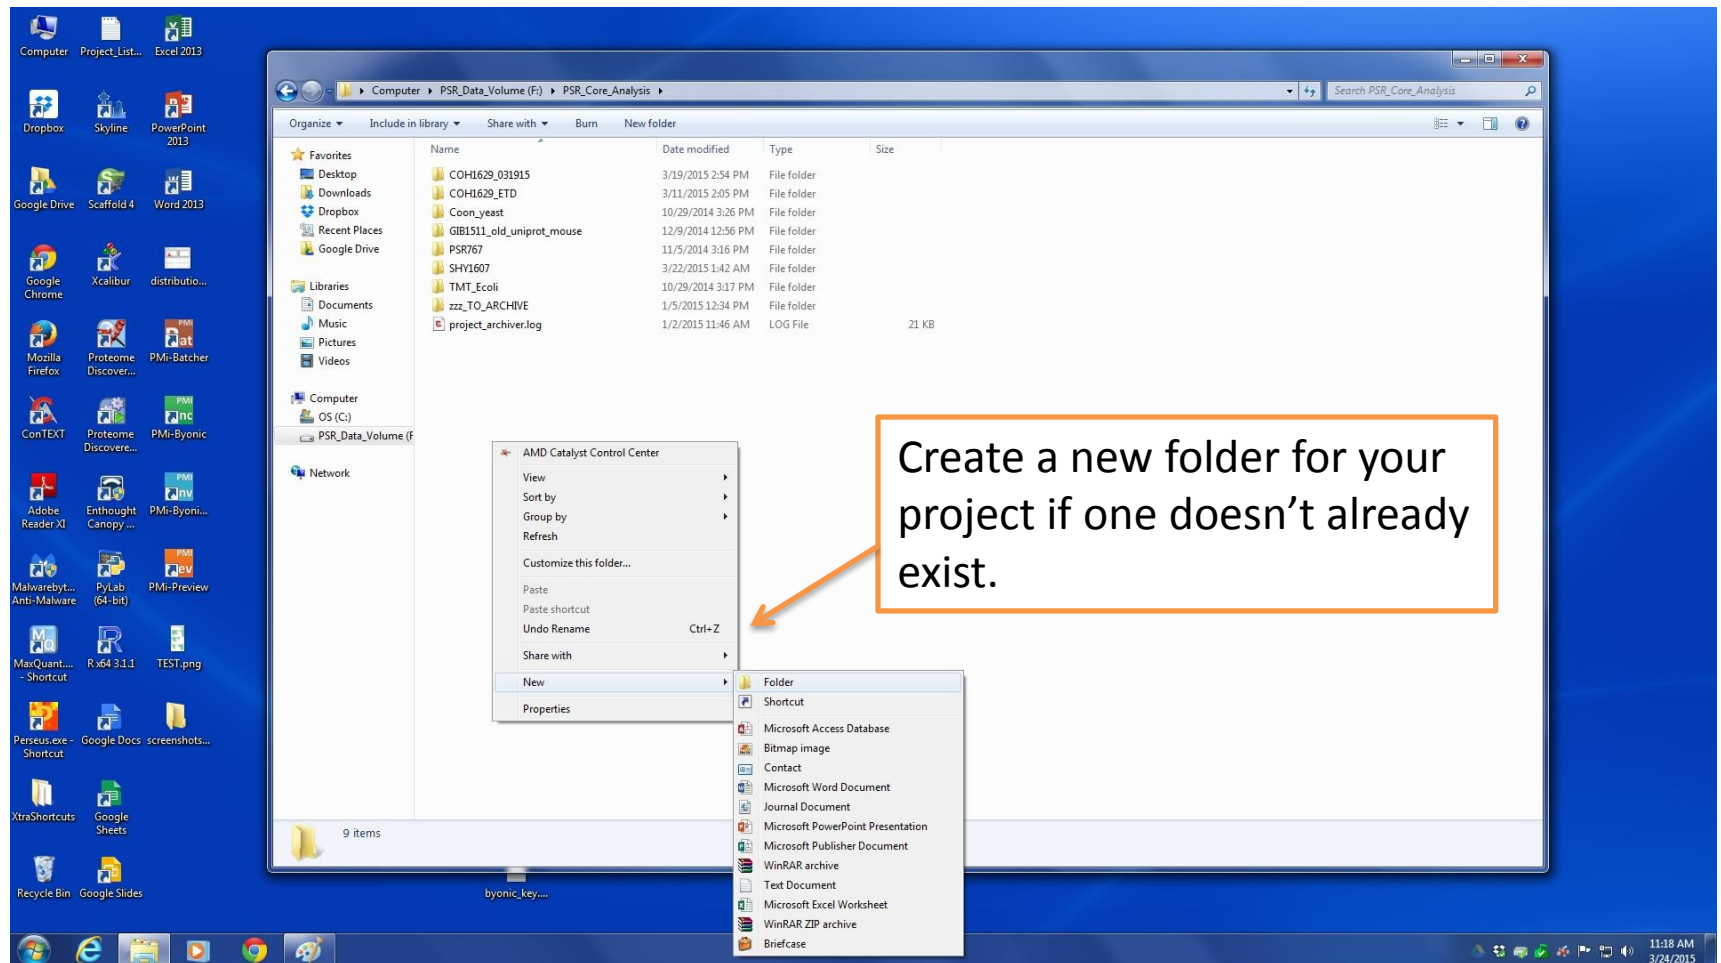 Computer
Project_List...
Excel 2013
Dropbox
Skyline
PowerPoint
2013
Google Drive
Scaffold 4
Word 2013
Google
Chrome
Xcalibur
distributio...
Mozilla
Firefox
Proteome
Discover...
PMi-Batcher
ConTEXT
Proteome
Discovere...
PMi-Byonic
Adobe
Reader XI
Enthought
Canopy ...
PMi-Byoni...
Malwarebyt...
Anti-Malware
PyLab
(64-bit)
PMi-Preview
MaxQuant....
- Shortcut
R x64 3.1.1
TEST.png
Perseus.exe -
Shortcut
Google Docs
screenshots...
XtraShortcuts
Google
Sheets
Recycle Bin
Google Slides
byonic_key....
PMI
Bat
PMI
nc
PMI
nv
PMI
ev
Computer PSR_Data_Volume (F:) PSR_Core_Analysis
Search PSR_Core_Analysis
Organize Include in library Share with Burn New folder
Favorites
Desktop
Downloads
Dropbox
Recent Places
Google Drive
Libraries
Documents
Music
Pictures
Videos
Computer
OS (C:)
PSR_Data_Volume (F
Network
Name Date modified Type Size
COH1629_031915 3/19/2015 2:54 PM File folder
COH1629_ETD 3/11/2015 2:05 PM File folder
Coon_yeast 10/29/2014 3:26 PM File folder
GIB1511_old_uniprot_mouse 12/9/2014 12:56 PM File folder
PSR767 11/5/2014 3:16 PM File folder
SHY1607 3/22/2015 1:42 AM File folder
TMT_Ecoli 10/29/2014 3:17 PM File folder
zzz_TO_ARCHIVE 1/5/2015 12:34 PM File folder
project_archiver.log 1/2/2015 11:46 AM LOG File 21 KB
AMD Catalyst Control Center
View
Sort by
Group by
Refresh
Customize this folder...
Paste
Paste shortcut
Undo Rename Ctrl+Z
Share with
New
Properties
Folder
Shortcut
Microsoft Access Database
Bitmap image
Contact
Microsoft Word Document
Journal Document
Microsoft PowerPoint Presentation
Microsoft Publisher Document
WinRAR archive
Text Document
Microsoft Excel Worksheet
WinRAR ZIP archive
Briefcase
Create a new folder for your
project if one doesn’t already
exist.
9 items
11:18 AM
3/24/2015